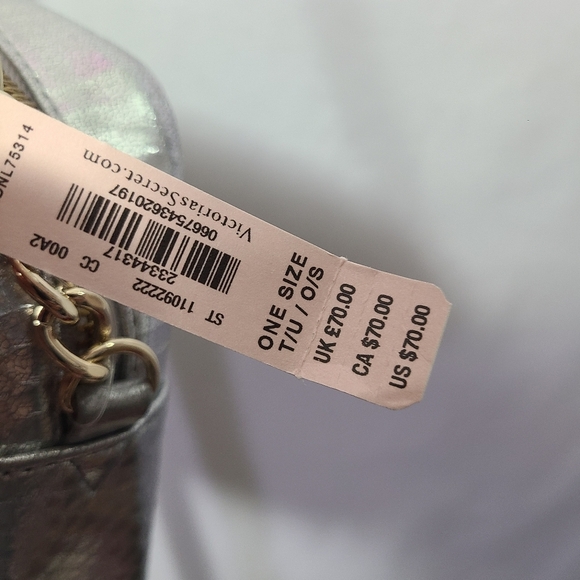 VictoriasSecret.com
0667543620197
23344317
ST 11092222 CC 00A2
ONE SIZE
T/U / O/S
UK £70.00
CA $70.00
US $70.00